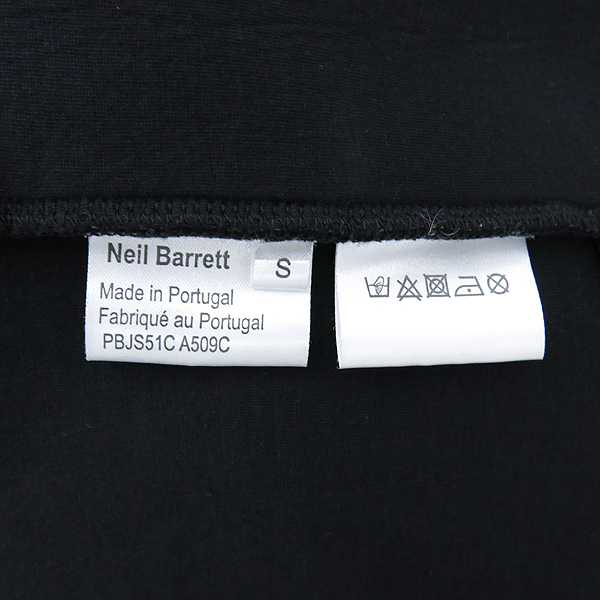 Neil Barrett
S
Made in Portugal
Fabriqué au Portugal
PBJS51C A509C